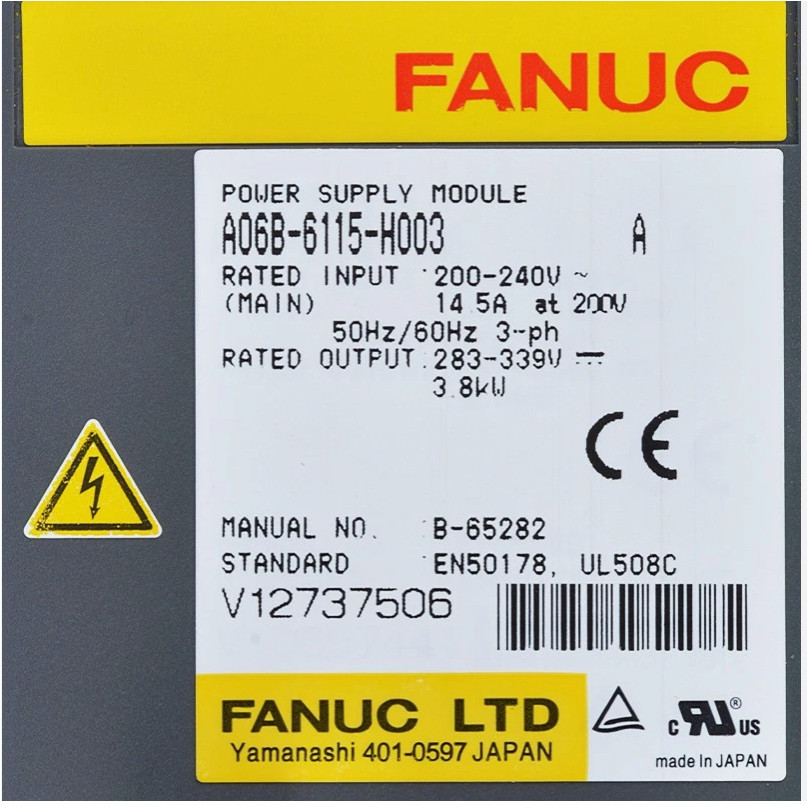 FANUC
POWER SUPPLY MODULE
A06B-6115-H003 A
RATED INPUT 200-240V ~
(MAIN) 14.5A at 200V
50Hz/60Hz 3~ph
RATED OUTPUT 283-339V ⎓
3.8kW
CE
MANUAL NO. B-65282
STANDARD EN50178, UL508C
V12737506
FANUC LTD
Yamanashi 401-0597 JAPAN
c RU ® US
made In JAPAN